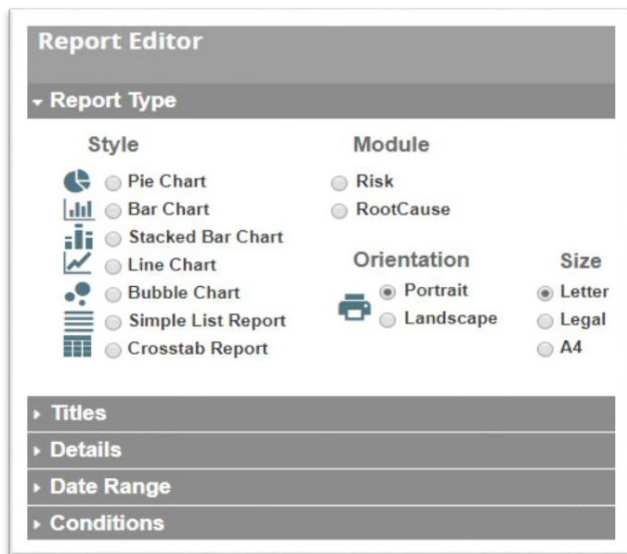 Report Editor
Report Type
Style
Module
Pie Chart
Risk
Bar Chart
RootCause
Stacked Bar Chart
Line Chart
Orientation
Size
Bubble Chart
Portrait
Letter
Simple List Report
Landscape
Legal
Crosstab Report
A4
Titles
Details
Date Range
Conditions